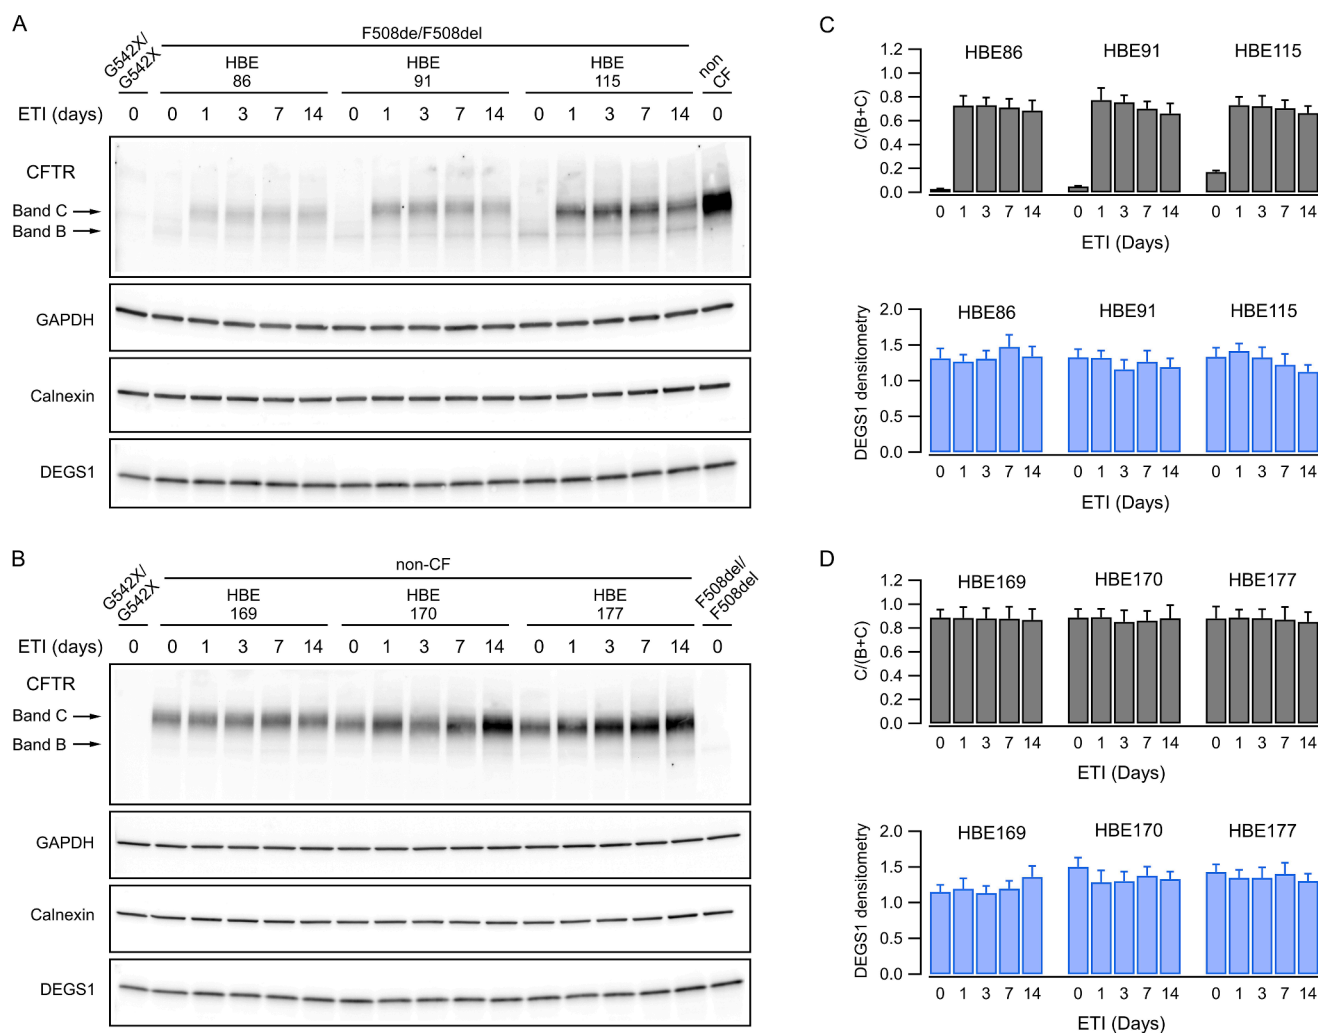 A
G542X/
G542X
F508de/F508del
HBE
86
HBE
91
HBE
115
non
CF
ETI (days)
0 0 1 3 7 14 0 1 3 7 14 0 1 3 7 14 0
CFTR
Band C
Band B
GAPDH
Calnexin
DEGS1
B
G542X/
G542X
non-CF
HBE
169
HBE
170
HBE
177
F508del/
F508del
ETI (days)
0 0 1 3 7 14 0 1 3 7 14 0 1 3 7 14 0
CFTR
Band C
Band B
GAPDH
Calnexin
DEGS1
C
C/(B+C)
1.2
1.0
0.8
0.6
0.4
0.2
0.0
HBE86 HBE91 HBE115
0 1 3 7 14 0 1 3 7 14 0 1 3 7 14
ETI (Days)
DEGS1 densitometry
2.0
1.5
1.0
0.5
0.0
HBE86 HBE91 HBE115
0 1 3 7 14 0 1 3 7 14 0 1 3 7 14
ETI (Days)
D
C/(B+C)
1.2
1.0
0.8
0.6
0.4
0.2
0.0
HBE169 HBE170 HBE177
0 1 3 7 14 0 1 3 7 14 0 1 3 7 14
ETI (Days)
DEGS1 densitometry
2.0
1.5
1.0
0.5
0.0
HBE169 HBE170 HBE177
0 1 3 7 14 0 1 3 7 14 0 1 3 7 14
ETI (Days)